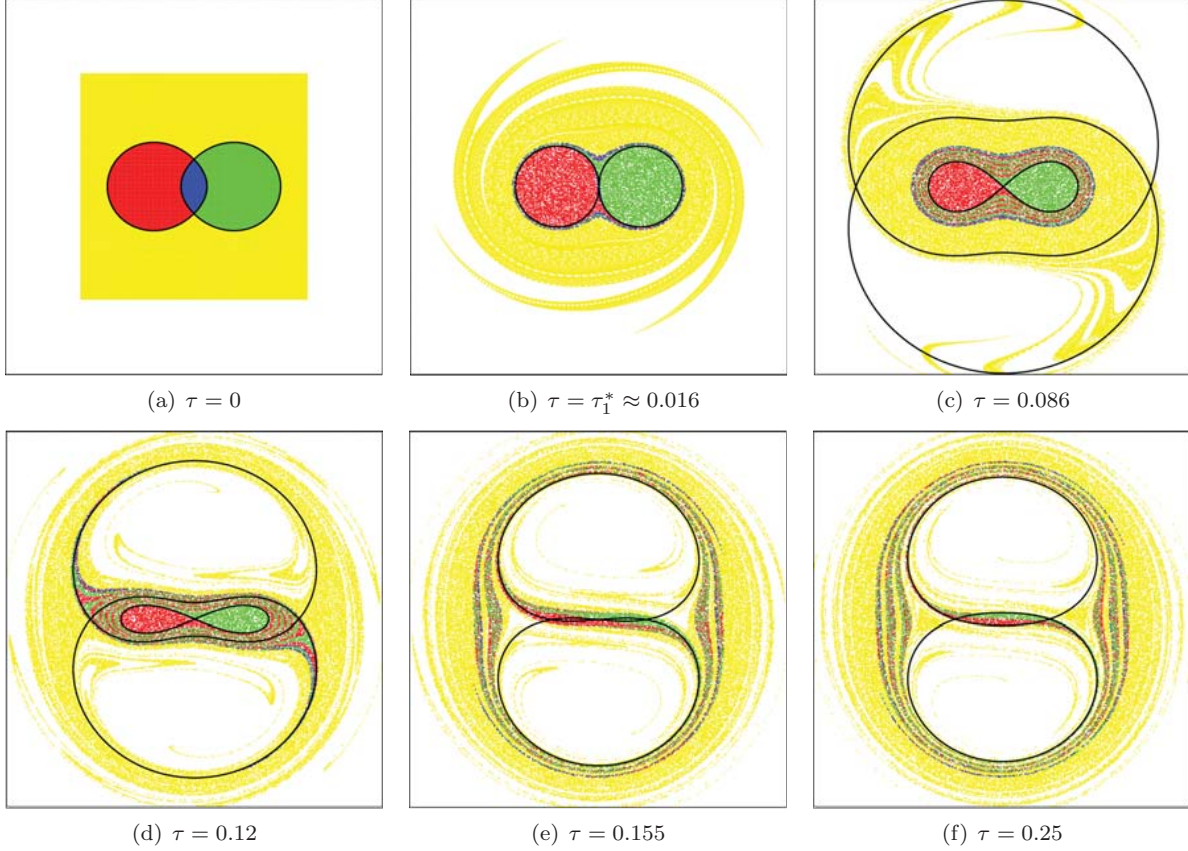 (a) τ = 0
(b) τ = τ₁* ≈ 0.016
(c) τ = 0.086
(d) τ = 0.12
(e) τ = 0.155
(f) τ = 0.25